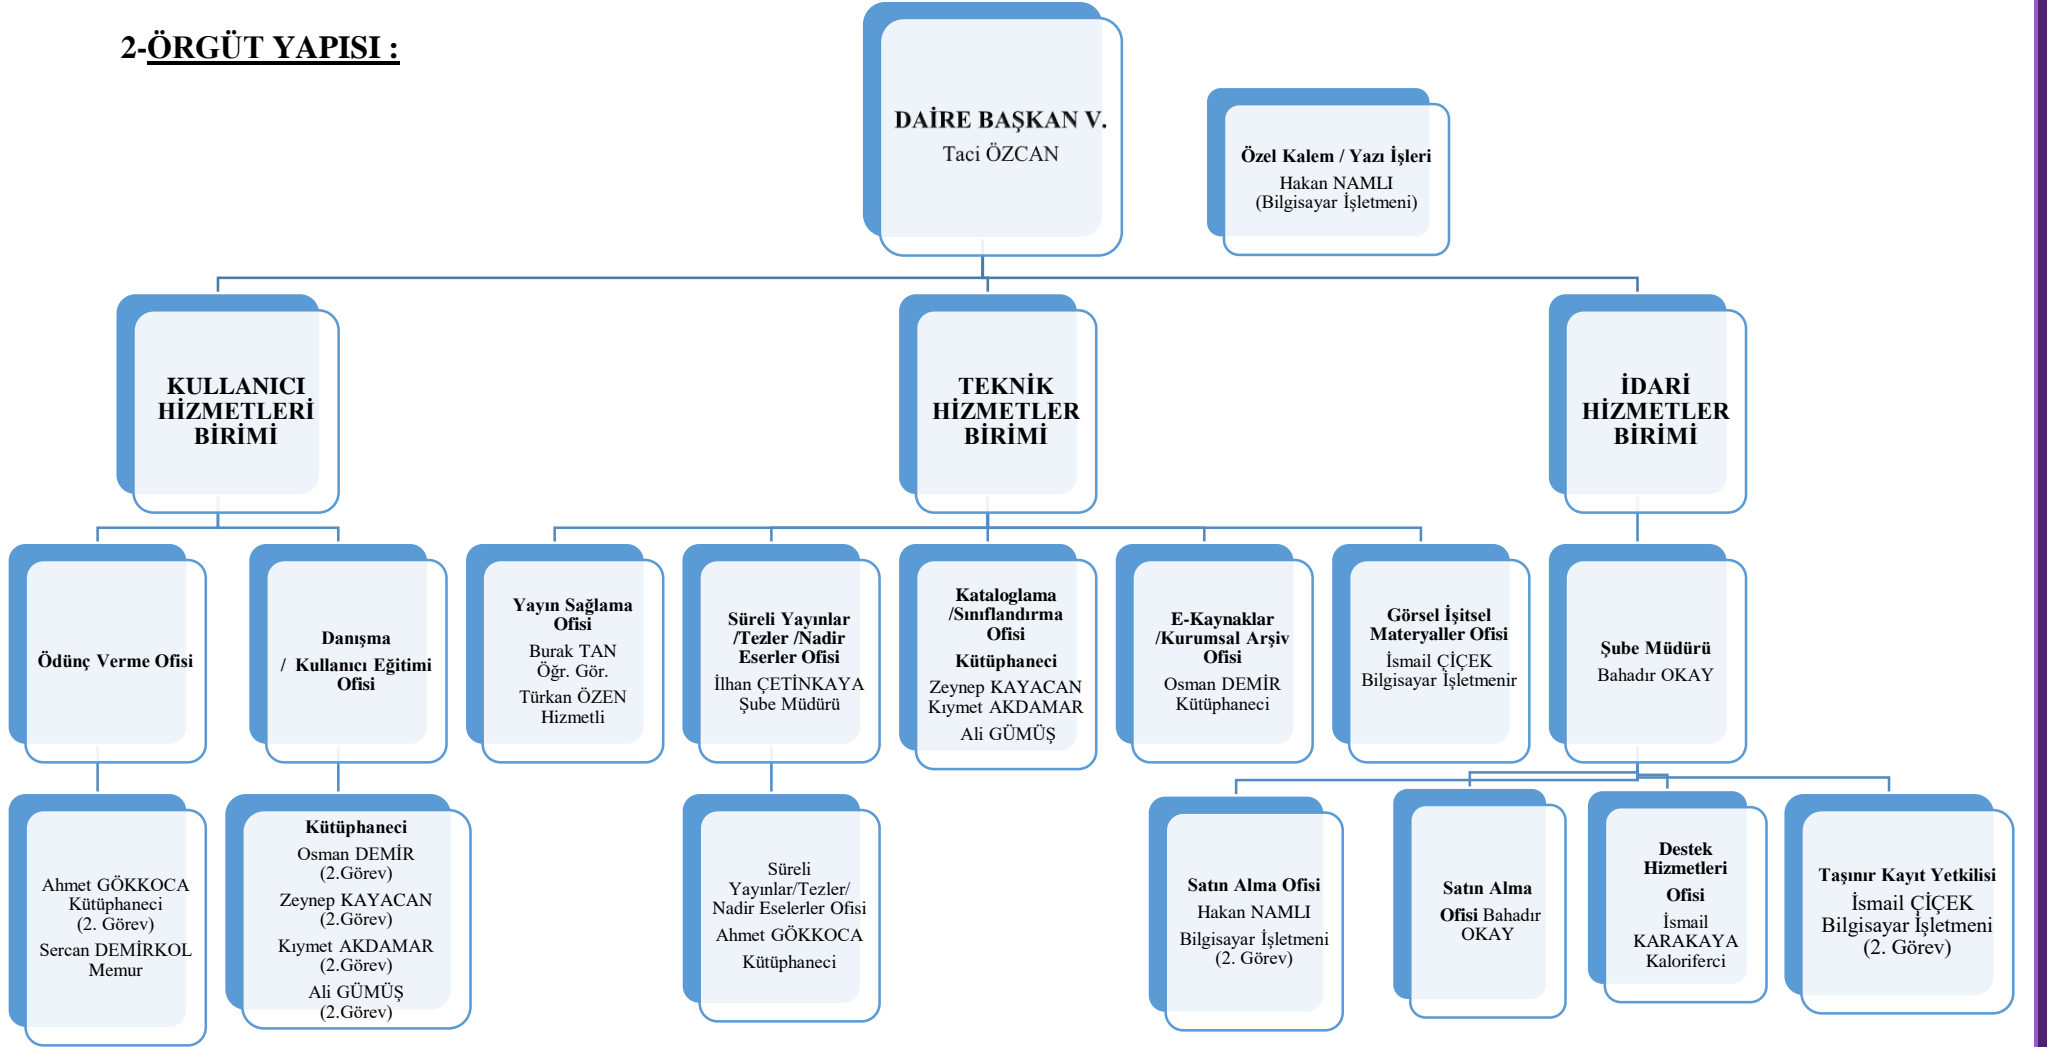 2-ÖRGÜT YAPISI :
DAİRE BAŞKAN V.
Taci ÖZCAN
Özel Kalem / Yazı İşleri
Hakan NAMLI
(Bilgisayar İşletmeni)
KULLANICI
HİZMETLERİ
BİRİMİ
TEKNİK
HİZMETLER
BİRİMİ
İDARİ
HİZMETLER
BİRİMİ
Ödünç Verme Ofisi
Danışma
/ Kullanıcı Eğitimi
Ofisi
Yayın Sağlama
Ofisi
Burak TAN
Öğr. Gör.
Türkan ÖZEN
Hizmetli
Süreli Yayınlar
/Tezler /Nadir
Eserler Ofisi
İlhan ÇETİNKAYA
Şube Müdürü
Kataloglama
/Sınıflandırma
Ofisi
Kütüphaneci
Zeynep KAYACAN
Kıymet AKDAMAR
Ali GÜMÜŞ
E-Kaynaklar
/Kurumsal Arşiv
Ofisi
Osman DEMİR
Kütüphaneci
Görsel İşitsel
Materyaller Ofisi
İsmail ÇİÇEK
Bilgisayar İşletmenir
Şube Müdürü
Bahadır OKAY
Ahmet GÖKKOCA
Kütüphaneci
(2. Görev)
Sercan DEMİRKOL
Memur
Kütüphaneci
Osman DEMİR
(2.Görev)
Zeynep KAYACAN
(2.Görev)
Kıymet AKDAMAR
(2.Görev)
Ali GÜMÜŞ
(2.Görev)
Süreli
Yayınlar/Tezler/
Nadir Eselerler Ofisi
Ahmet GÖKKOCA
Kütüphaneci
Satın Alma Ofisi
Hakan NAMLI
Bilgisayar İşletmeni
(2. Görev)
Satın Alma
Ofisi Bahadır
OKAY
Destek
Hizmetleri
Ofisi
İsmail
KARAKAYA
Kaloriferci
Taşınır Kayıt Yetkilisi
İsmail ÇİÇEK
Bilgisayar İşletmeni
(2. Görev)